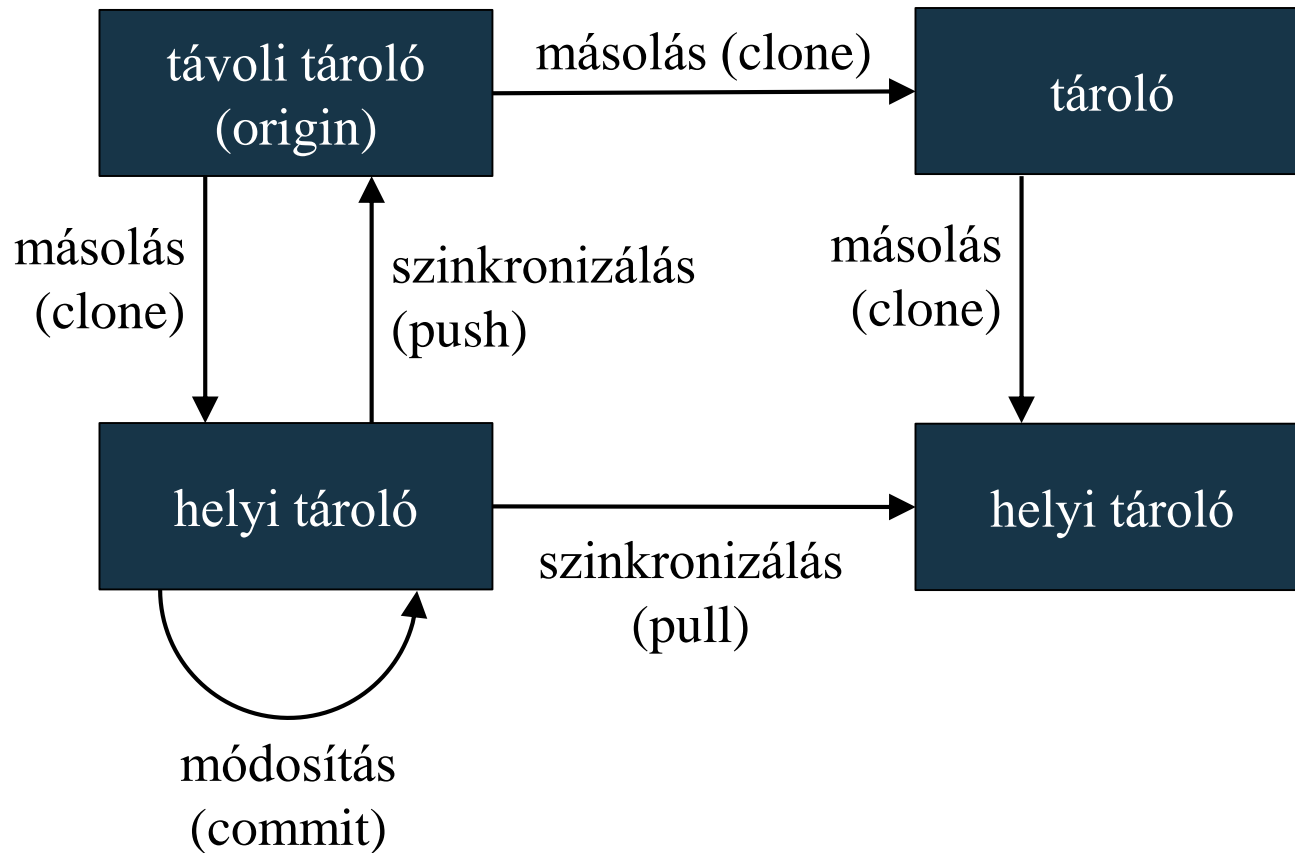 távoli tároló
(origin)
másolás (clone)
tároló
másolás
(clone)
szinkronizálás
(push)
másolás
(clone)
helyi tároló
helyi tároló
szinkronizálás
(pull)
módosítás
(commit)